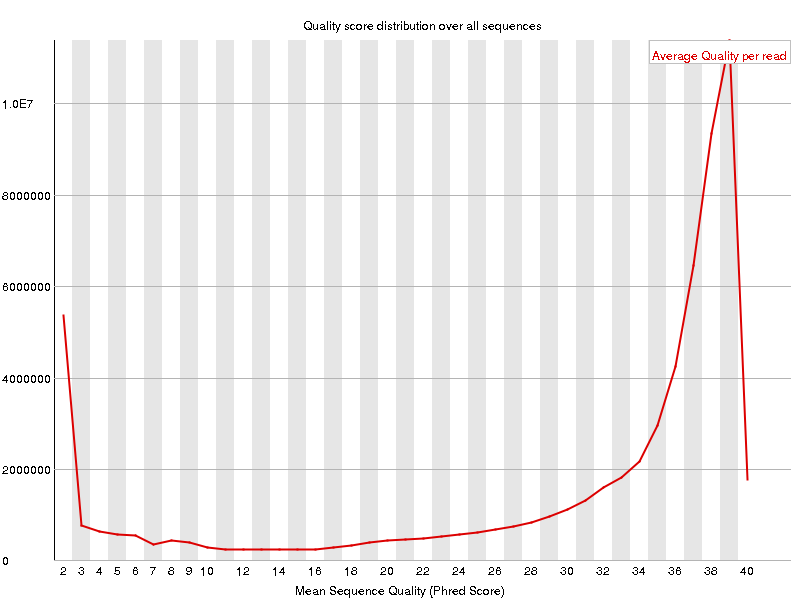 Quality score distribution over all sequences
Average Quality per read
1.0E7
8000000
6000000
4000000
2000000
0
2 3 4 5 6 7 8 9 10 12 14 16 18 20 22 24 26 28 30 32 34 36 38 40
Mean Sequence Quality (Phred Score)